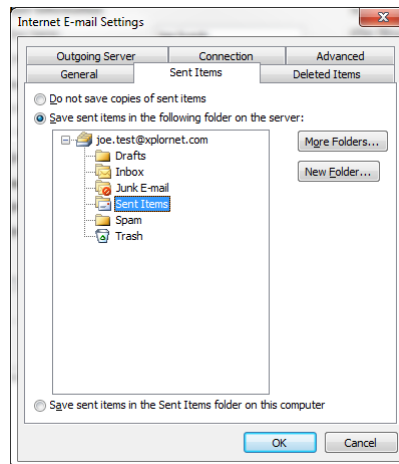 Internet E-mail Settings
Outgoing Server Connection Advanced
General Sent Items Deleted Items
Do not save copies of sent items
Save sent items in the following folder on the server:
joe.test@xplornet.com
Drafts
Inbox
Junk E-mail
Sent Items
Spam
Trash
More Folders...
New Folder...
Save sent items in the Sent Items folder on this computer
OK Cancel